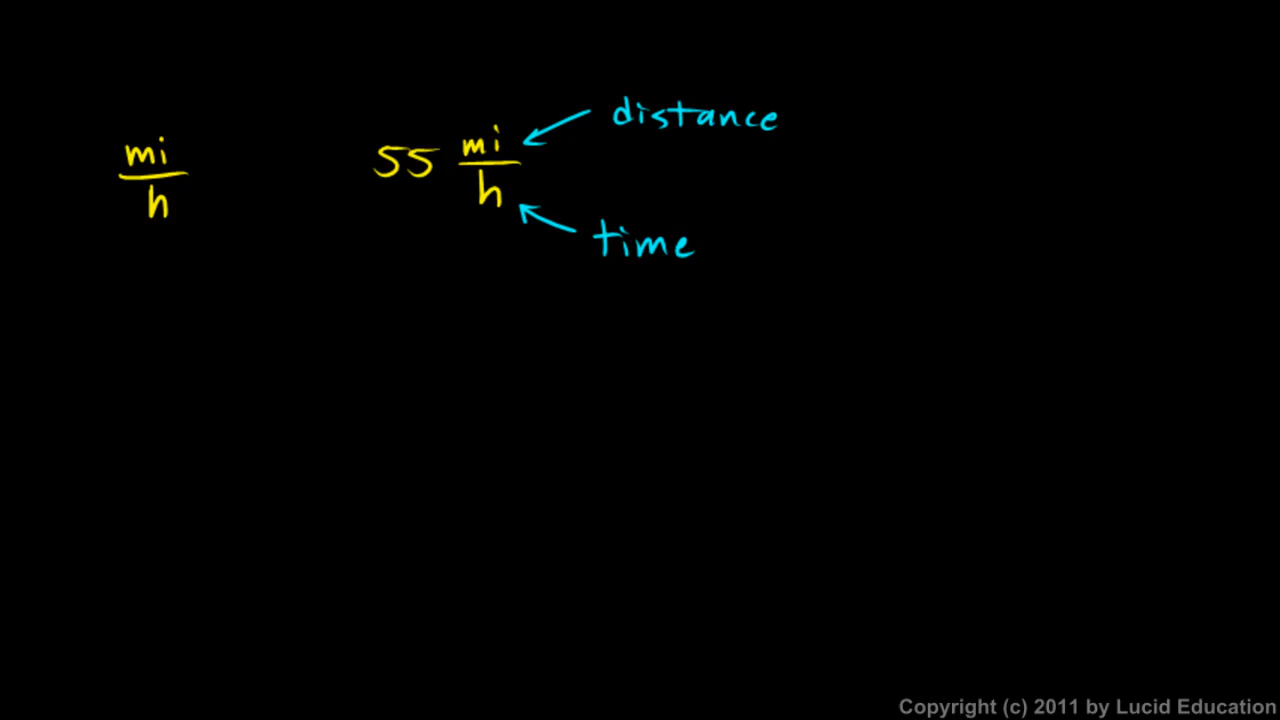 mi
h
55 mi
h
distance
time
Copyright (c) 2011 by Lucid Education